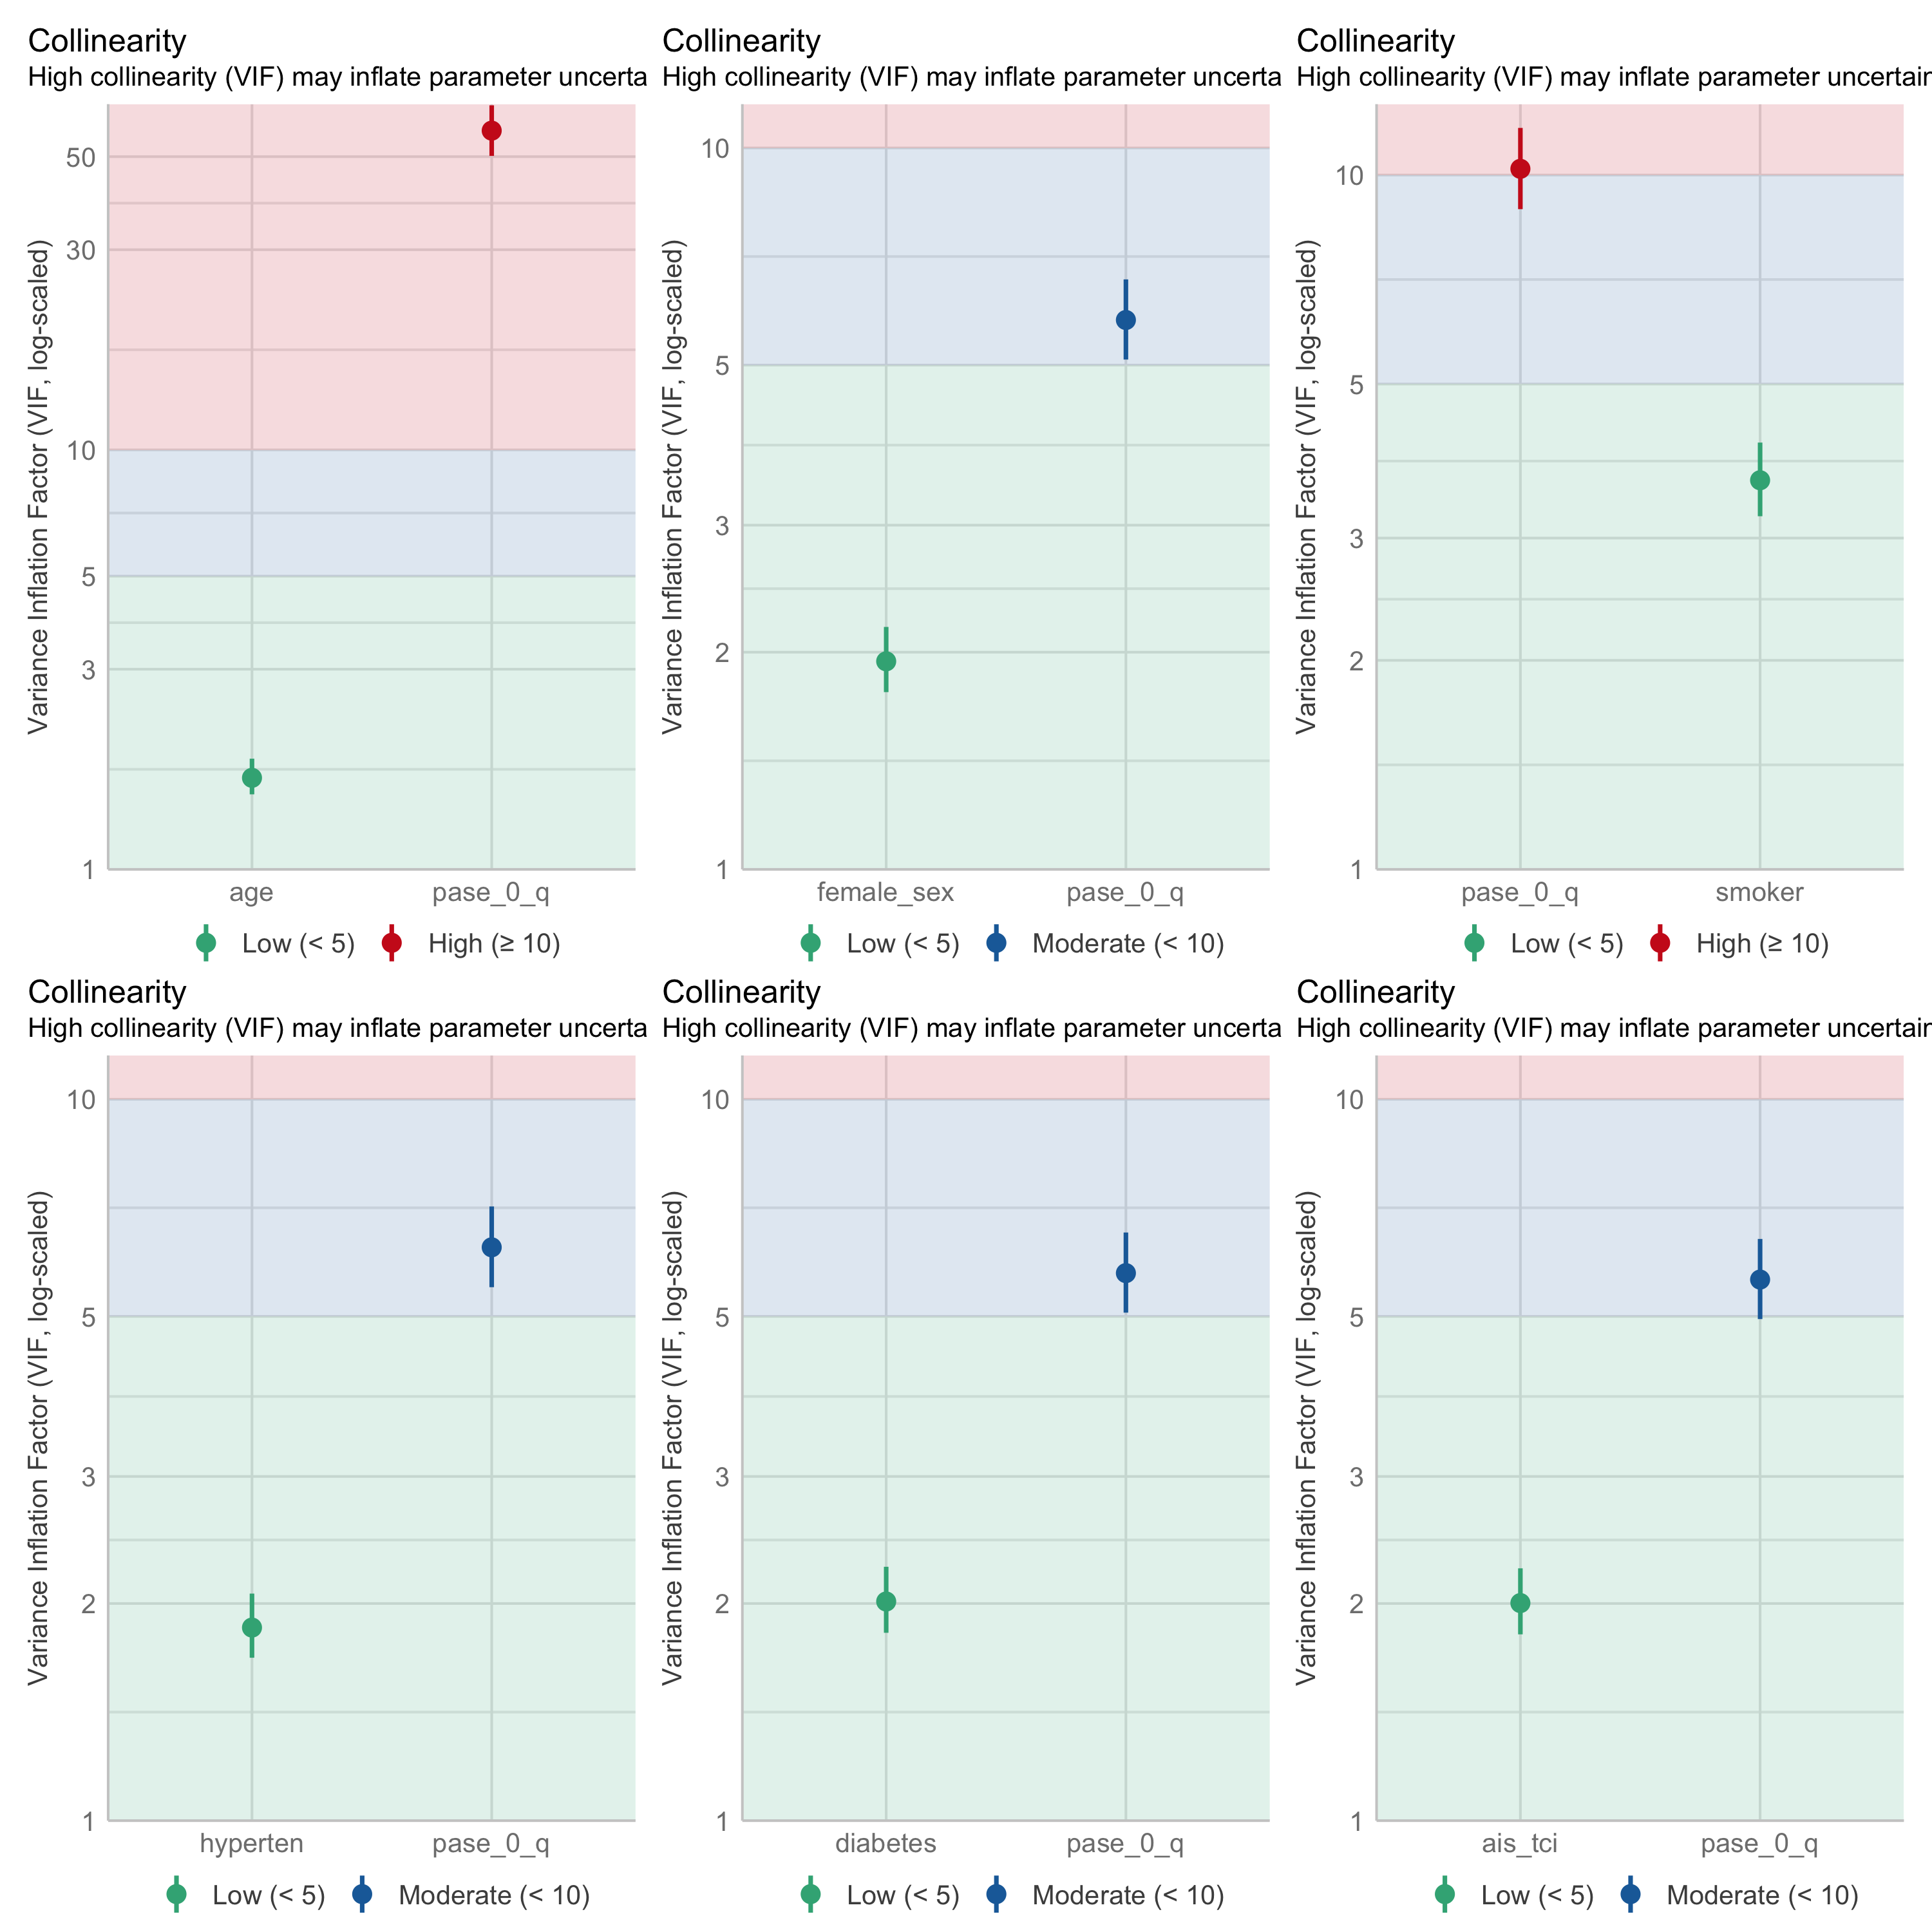 Collinearity
High collinearity (VIF) may inflate parameter uncerta
Variance Inflation Factor (VIF, log-scaled)
50
30
10
5
3
1
age pase_0_q
Low (< 5) High (≥ 10)
Collinearity
High collinearity (VIF) may inflate parameter uncerta
Variance Inflation Factor (VIF, log-scaled)
10
5
3
2
1
female_sex pase_0_q
Low (< 5) Moderate (< 10)
Collinearity
High collinearity (VIF) may inflate parameter uncertain
Variance Inflation Factor (VIF, log-scaled)
10
5
3
2
1
pase_0_q smoker
Low (< 5) High (≥ 10)
Collinearity
High collinearity (VIF) may inflate parameter uncerta
Variance Inflation Factor (VIF, log-scaled)
10
5
3
2
1
hyperten pase_0_q
Low (< 5) Moderate (< 10)
Collinearity
High collinearity (VIF) may inflate parameter uncerta
Variance Inflation Factor (VIF, log-scaled)
10
5
3
2
1
diabetes pase_0_q
Low (< 5) Moderate (< 10)
Collinearity
High collinearity (VIF) may inflate parameter uncertain
Variance Inflation Factor (VIF, log-scaled)
10
5
3
2
1
ais_tci pase_0_q
Low (< 5) Moderate (< 10)